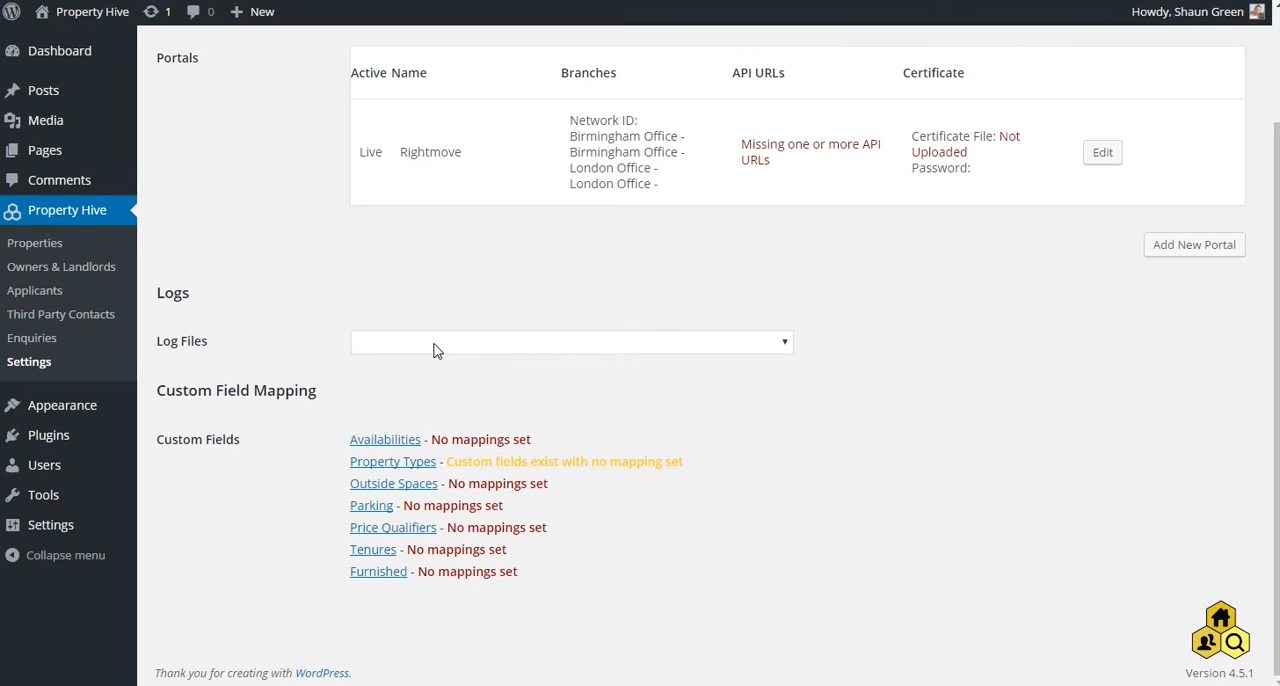 Property Hive 1 0 New Howdy, Shaun Green
Dashboard
Posts
Media
Pages
Comments
Property Hive
Properties
Owners & Landlords
Applicants
Third Party Contacts
Enquiries
Settings
Appearance
Plugins
Users
Tools
Settings
Collapse menu
Portals
Active Name Branches API URLs Certificate
Live Rightmove
Network ID:
Birmingham Office -
Birmingham Office -
London Office -
London Office -
Missing one or more API
URLs
Certificate File: Not
Uploaded
Password:
Edit
Add New Portal
Logs
Log Files
Custom Field Mapping
Custom Fields
Availabilities - No mappings set
Property Types - Custom fields exist with no mapping set
Outside Spaces - No mappings set
Parking - No mappings set
Price Qualifiers - No mappings set
Tenures - No mappings set
Furnished - No mappings set
Thank you for creating with WordPress.
Version 4.5.1